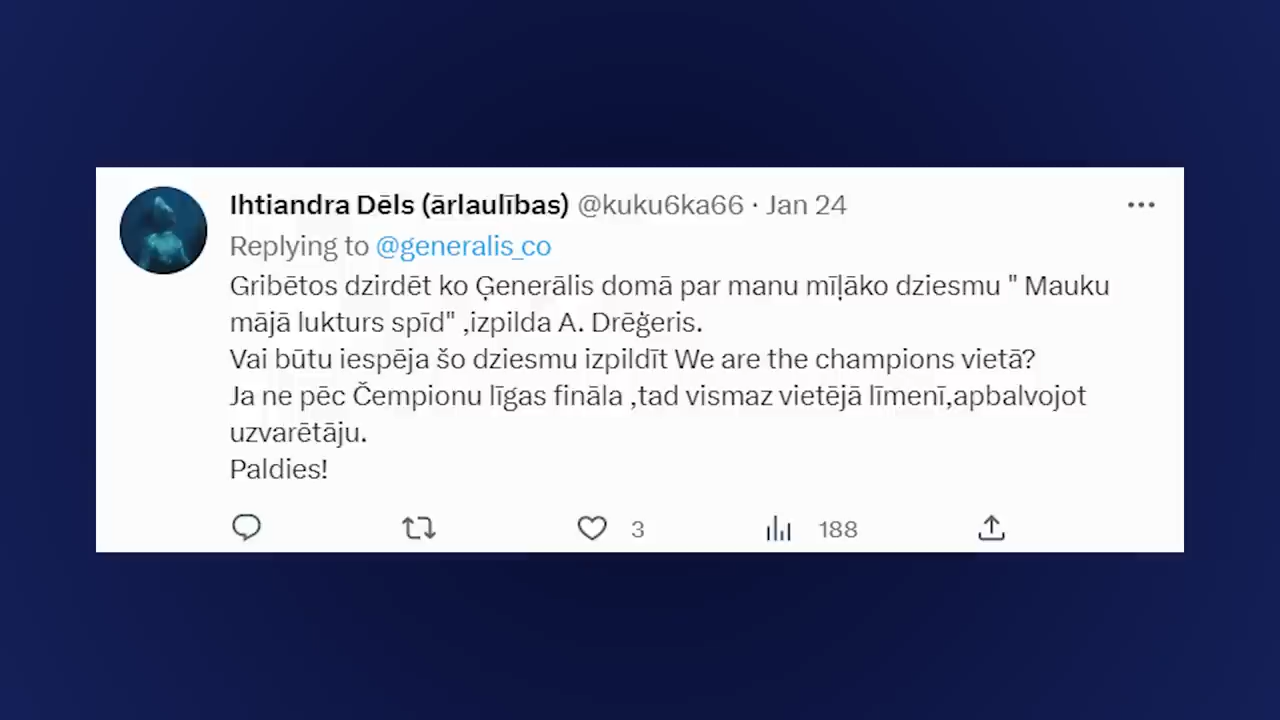 Ihtiandra Dēls (ārlaulības) @kuku6ka66 · Jan 24
Replying to @generalis_co
Gribētos dzirdēt ko Ģenerālis domā par manu mīļāko dziesmu " Mauku
mājā lukturs spīd" ,izpilda A. Drēģeris.
Vai būtu iespēja šo dziesmu izpildīt We are the champions vietā?
Ja ne pēc Čempionu līgas fināla ,tad vismaz vietējā līmenī,apbalvojot
uzvarētāju.
Paldies!
3 188